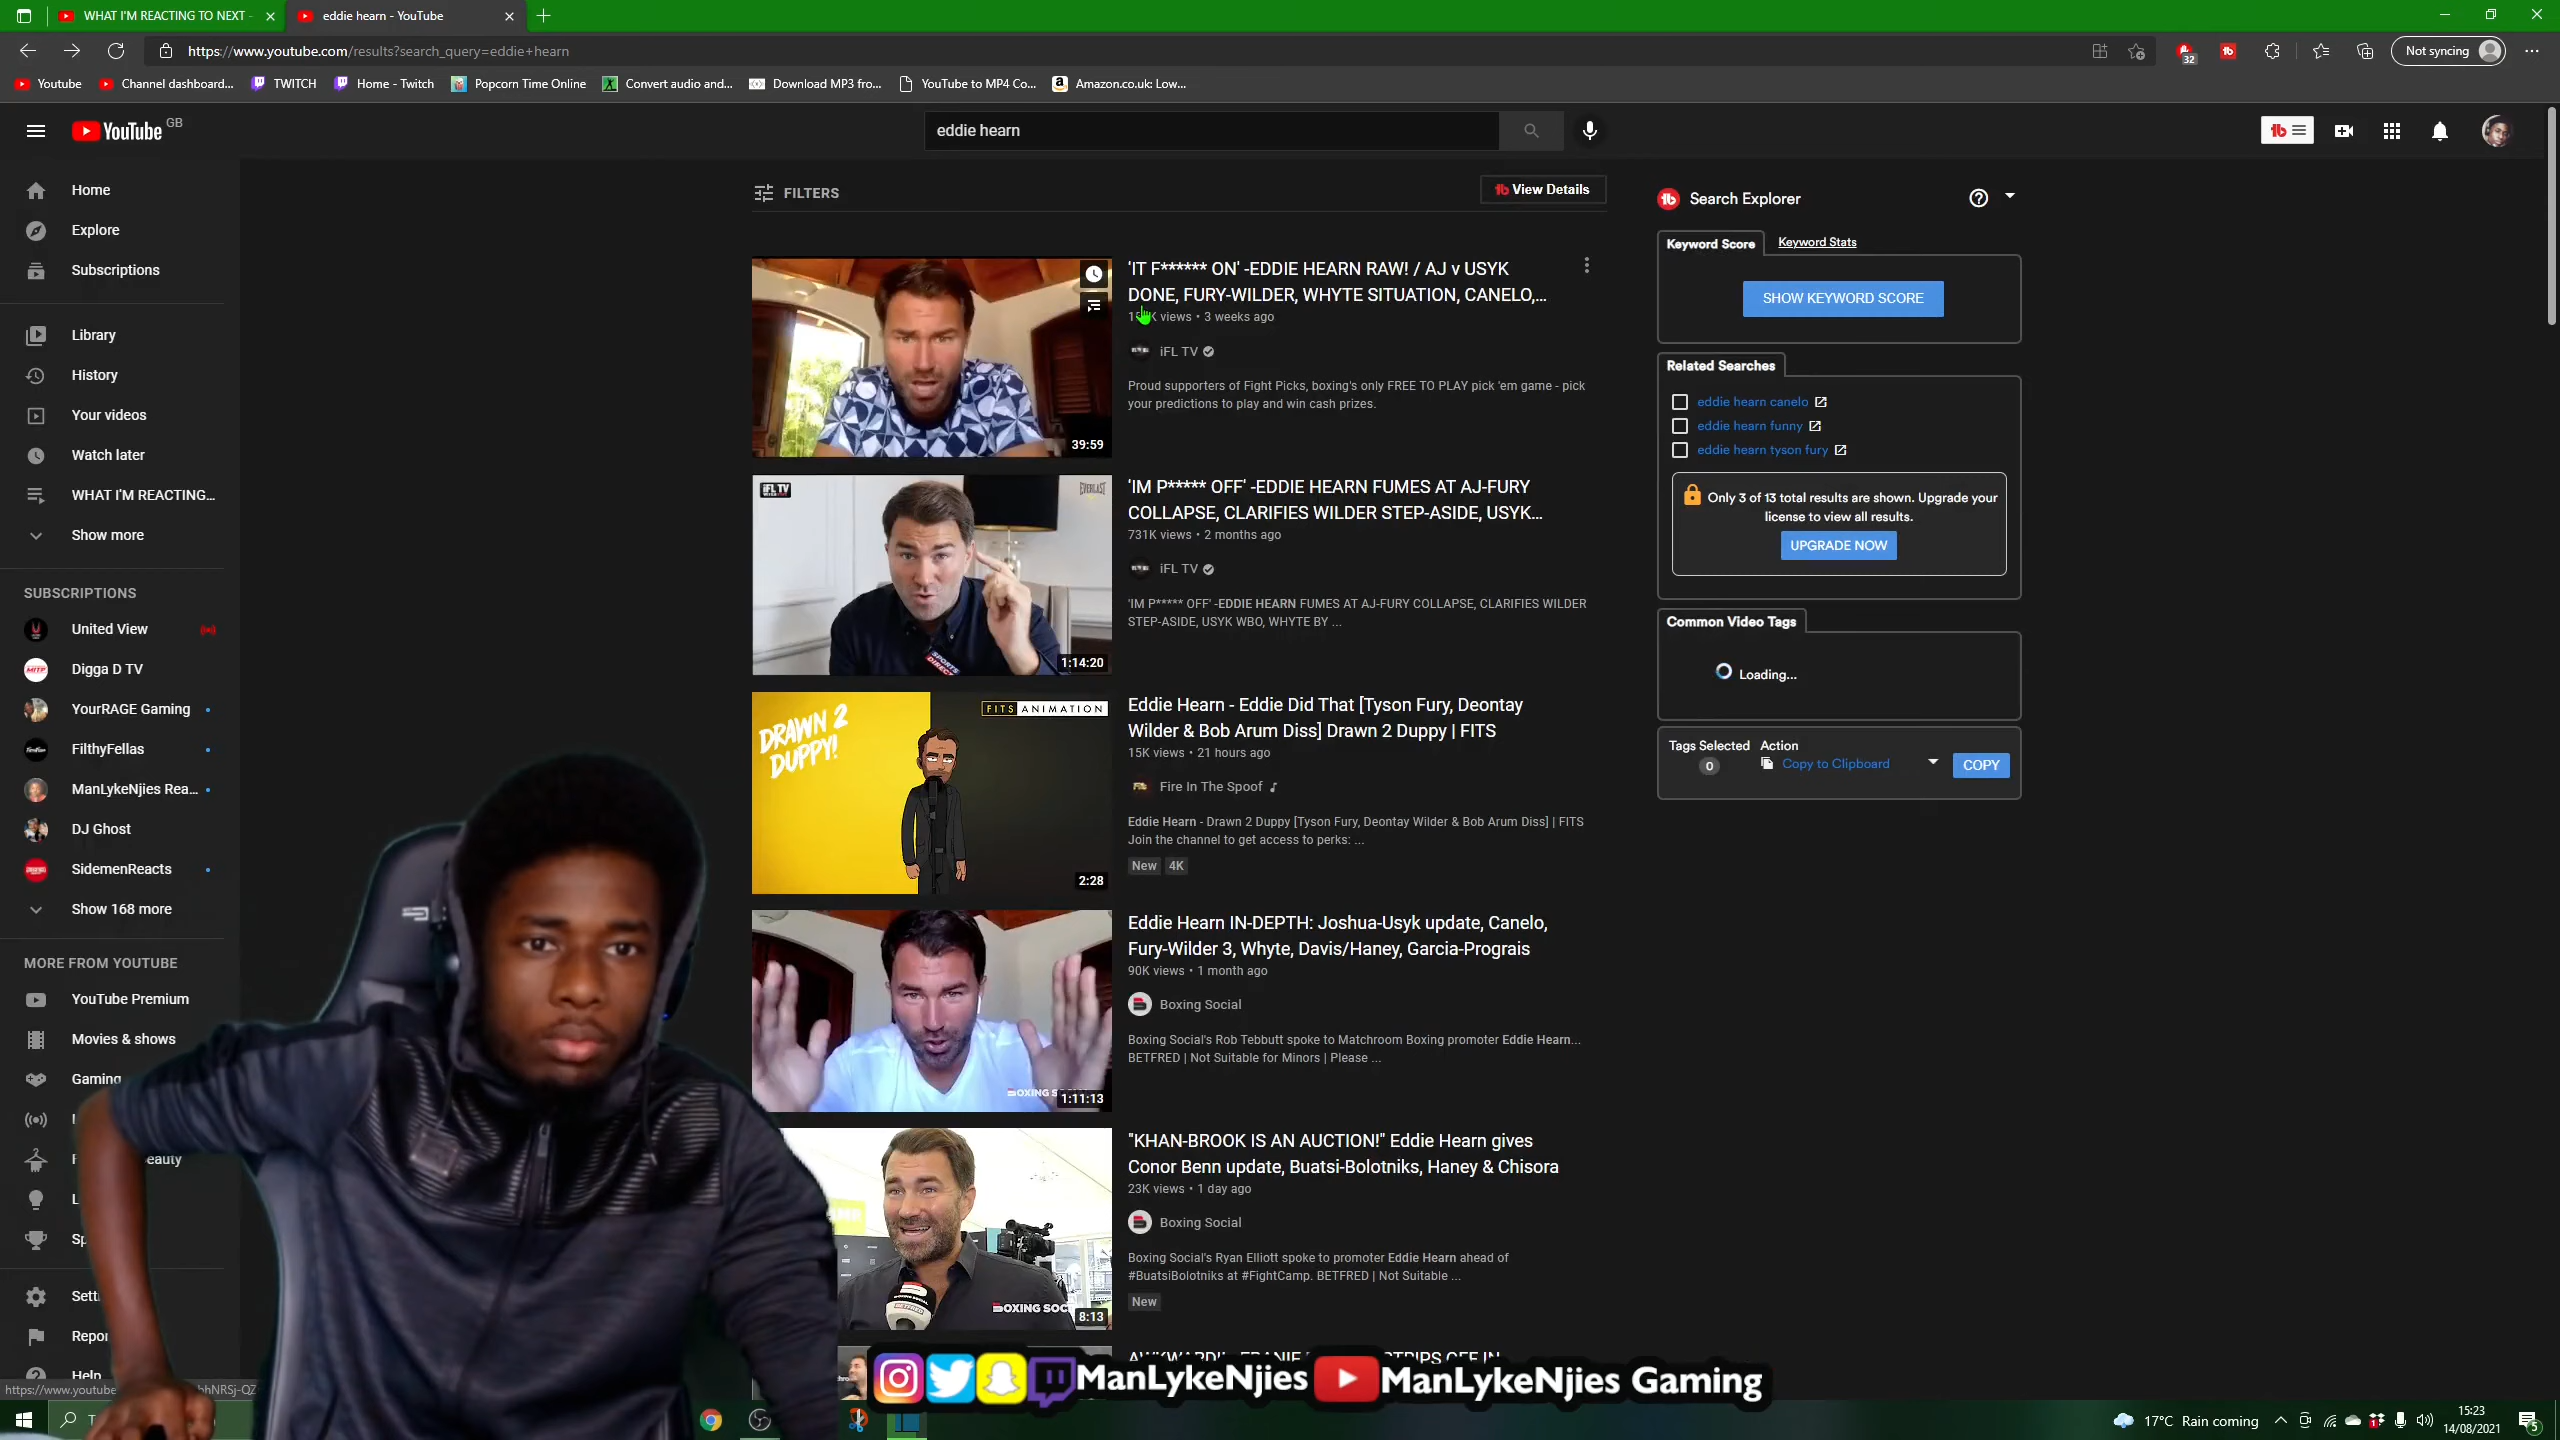 WHAT I'M REACTING TO NEXT -
eddie hearn - YouTube
https://www.youtube.com/results?search_query=eddie+hearn
32
Not syncing
Youtube
Channel dashboard...
TWITCH
Home - Twitch
Popcorn Time Online
Convert audio and...
Download MP3 from...
YouTube to MP4 Co...
Amazon.co.uk: Low...
YouTube GB
eddie hearn
Home
Explore
Subscriptions
Library
History
Your videos
Watch later
WHAT I'M REACTING...
Show more
SUBSCRIPTIONS
United View
Digga D TV
YourRAGE Gaming
FilthyFellas
ManLykeNjies Rea...
DJ Ghost
SidemenReacts
Show 168 more
MORE FROM YOUTUBE
YouTube Premium
Movies & shows
Gaming
eauty
Help
FILTERS
View Details
39:59
'IT F****** ON' -EDDIE HEARN RAW! / AJ v USYK
DONE, FURY-WILDER, WHYTE SITUATION, CANELO,...
views • 3 weeks ago
iFL TV
Proud supporters of Fight Picks, boxing's only FREE TO PLAY pick 'em game - pick
your predictions to play and win cash prizes.
iFL TV
EVERLAST
SPORTS
DIRECT
1:14:20
'IM P***** OFF' -EDDIE HEARN FUMES AT AJ-FURY
COLLAPSE, CLARIFIES WILDER STEP-ASIDE, USYK...
731K views • 2 months ago
iFL TV
'IM P***** OFF' -EDDIE HEARN FUMES AT AJ-FURY COLLAPSE, CLARIFIES WILDER
STEP-ASIDE, USYK WBO, WHYTE BY ...
DRAWN 2
DUPPY!
FITS ANIMATION
2:28
Eddie Hearn - Eddie Did That [Tyson Fury, Deontay
Wilder & Bob Arum Diss] Drawn 2 Duppy | FITS
15K views • 21 hours ago
Fire In The Spoof
Eddie Hearn - Drawn 2 Duppy [Tyson Fury, Deontay Wilder & Bob Arum Diss] | FITS
Join the channel to get access to perks: ...
New 4K
BOXING S
1:11:13
Eddie Hearn IN-DEPTH: Joshua-Usyk update, Canelo,
Fury-Wilder 3, Whyte, Davis/Haney, Garcia-Prograis
90K views • 1 month ago
Boxing Social
Boxing Social's Rob Tebbutt spoke to Matchroom Boxing promoter Eddie Hearn...
BETFRED | Not Suitable for Minors | Please ...
BOXING SOC
8:13
"KHAN-BROOK IS AN AUCTION!" Eddie Hearn gives
Conor Benn update, Buatsi-Bolotniks, Haney & Chisora
23K views • 1 day ago
Boxing Social
Boxing Social's Ryan Elliott spoke to promoter Eddie Hearn ahead of
#BuatsiBolotniks at #FightCamp. BETFRED | Not Suitable ...
New
Search Explorer
Keyword Score
Keyword Stats
SHOW KEYWORD SCORE
Related Searches
eddie hearn canelo
eddie hearn funny
eddie hearn tyson fury
Only 3 of 13 total results are shown. Upgrade your
license to view all results.
UPGRADE NOW
Common Video Tags
Loading...
Tags Selected
0
Action
Copy to Clipboard
COPY
https://www.youtube
ManLykeNjies
ManLykeNjies Gaming
17°C Rain coming
15:23
14/08/2021
5